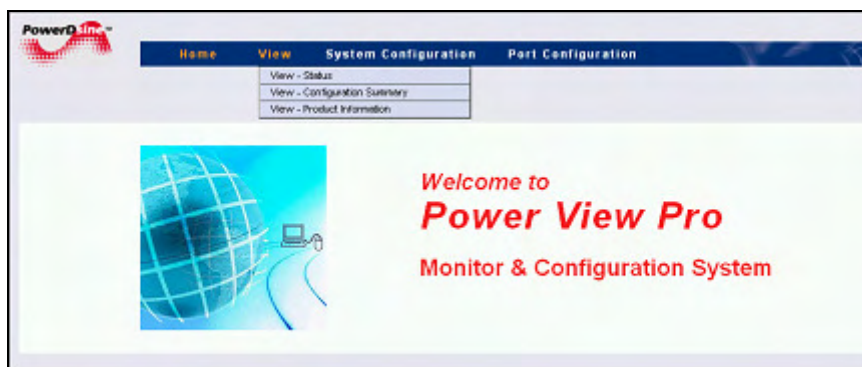 PowerDsine™
Home View System Configuration Port Configuration
View - Status
View - Configuration Summary
View - Product Information
Welcome to
Power View Pro
Monitor & Configuration System